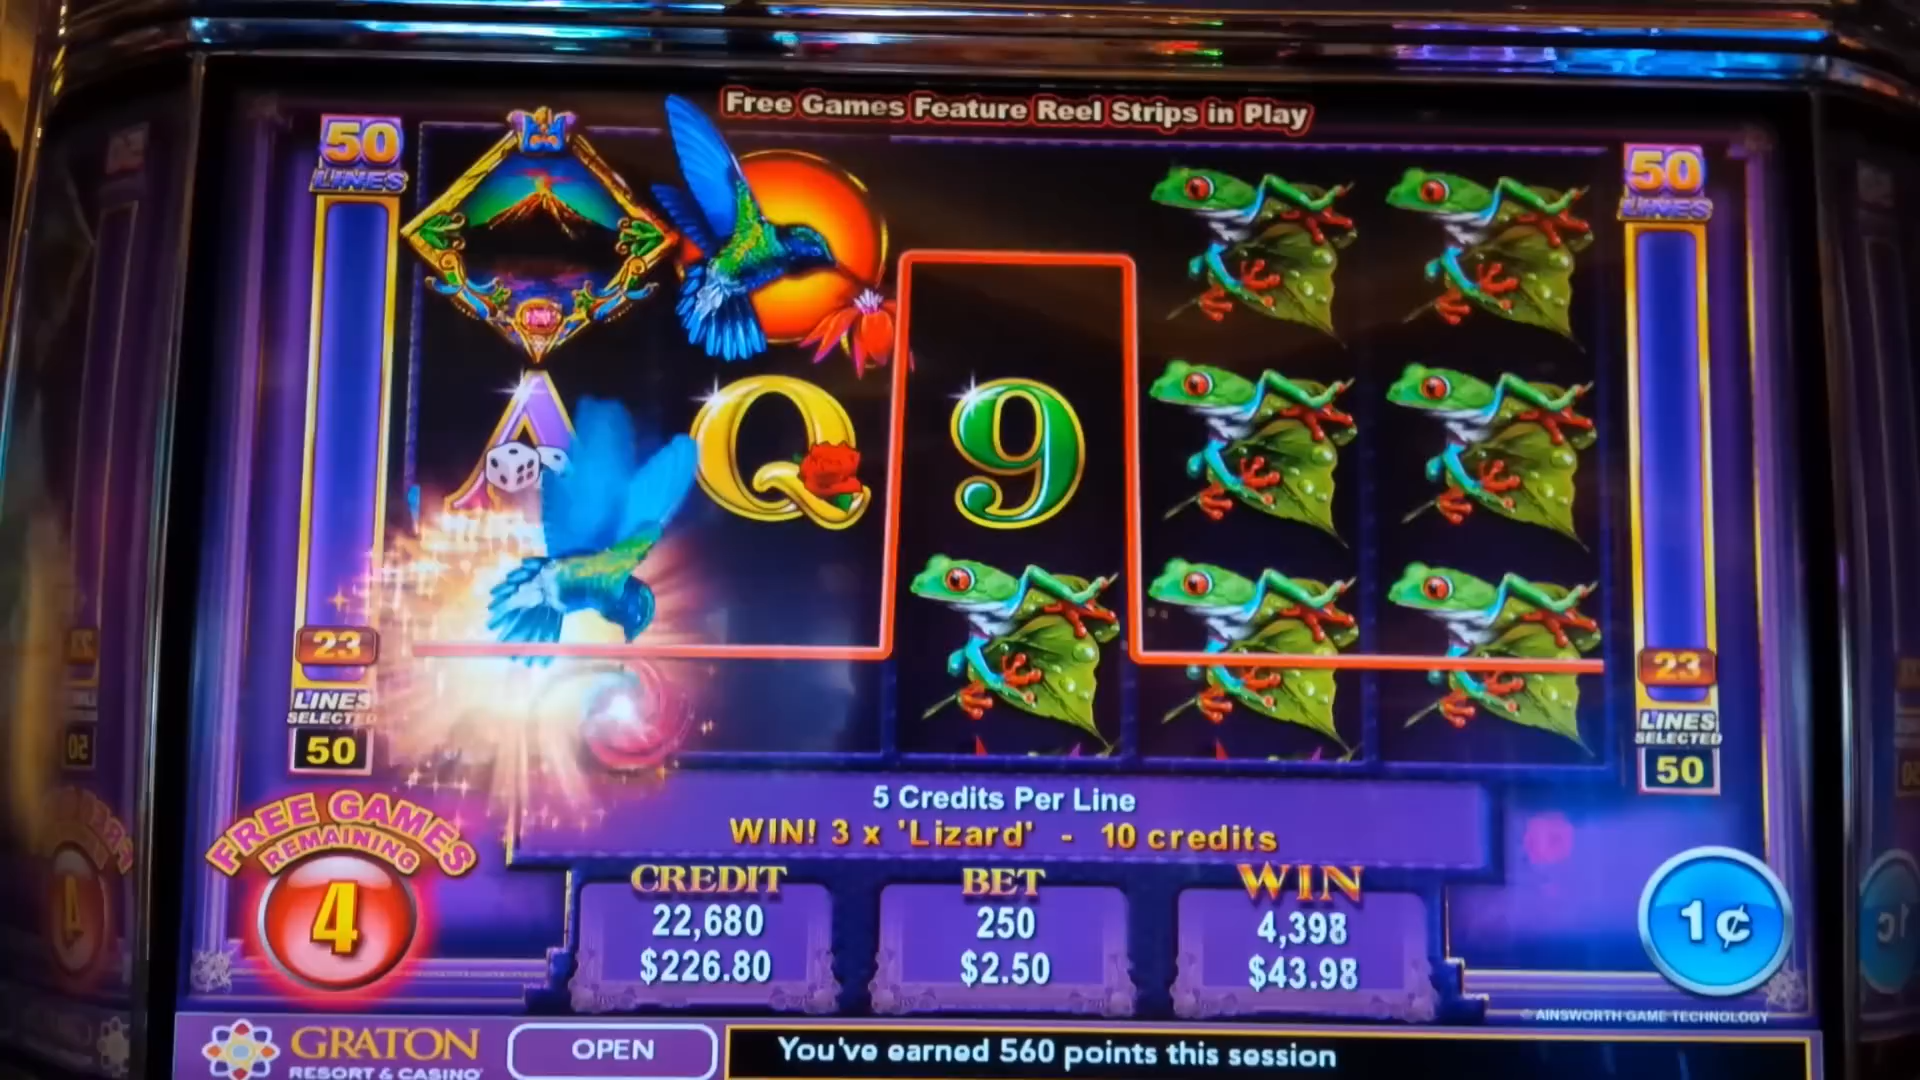 Free Games Feature Reel Strips in Play
50
LINES
50
LINES
A
Q
9
23
LINES
SELECTED
50
23
LINES
SELECTED
50
5 Credits Per Line
WIN! 3 x 'Lizard' - 10 credits
FREE GAMES
REMAINING
4
CREDIT
22,680
$226.80
BET
250
$2.50
WIN
4,398
$43.98
1¢
AINSWORTH GAME TECHNOLOGY
GRATON
RESORT & CASINO
OPEN
You've earned 560 points this session